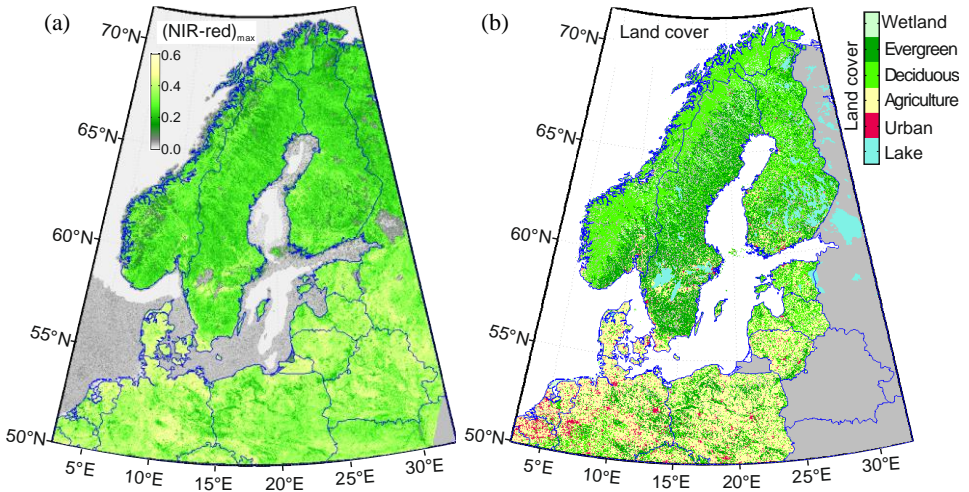 (a)
(NIR-red)max
0.6
0.4
0.2
0.0
70°N
65°N
60°N
55°N
50°N
5°E
10°E
15°E
20°E
25°E
30°E
(b)
Land cover
70°N
65°N
60°N
55°N
50°N
5°E
10°E
15°E
20°E
25°E
30°E
Land cover
Wetland
Evergreen
Deciduous
Agriculture
Urban
Lake